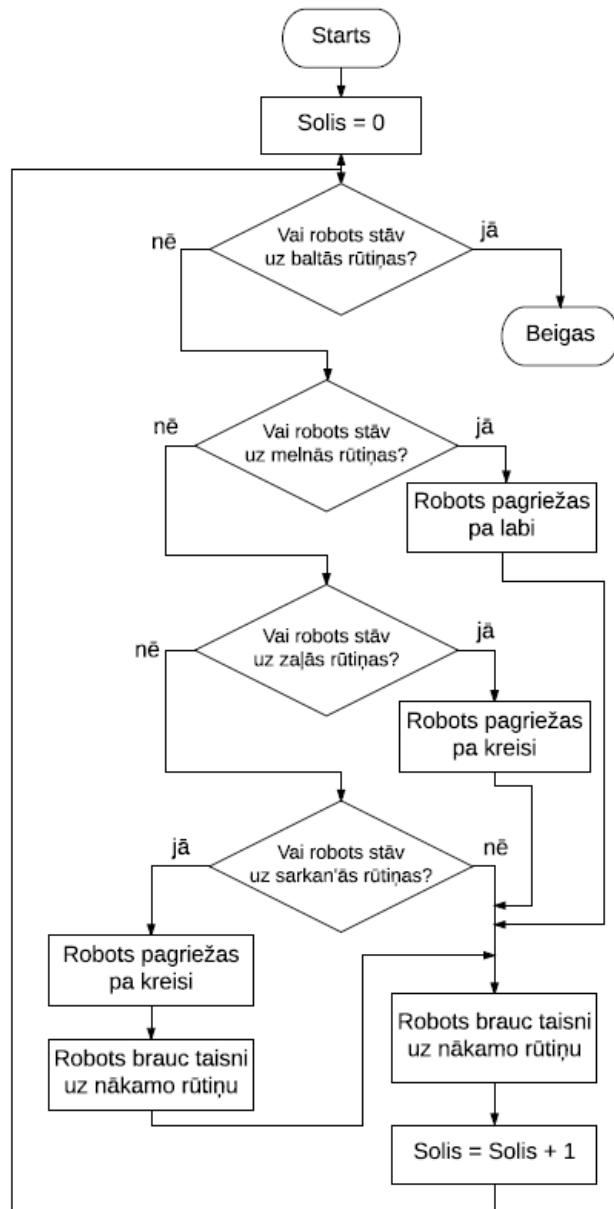 Starts
Solis = 0
nē
Vai robots stāv
uz baltās rūtiņas?
jā
Beigas
nē
Vai robots stāv
uz melnās rūtiņas?
jā
Robots pagriežas
pa labi
nē
Vai robots stāv
uz zaļās rūtiņas?
jā
Robots pagriežas
pa kreisi
jā
Vai robots stāv
uz sarkan'ās rūtiņas?
nē
Robots pagriežas
pa kreisi
Robots brauc taisni
uz nākamo rūtiņu
Robots brauc taisni
uz nākamo rūtiņu
Solis = Solis + 1